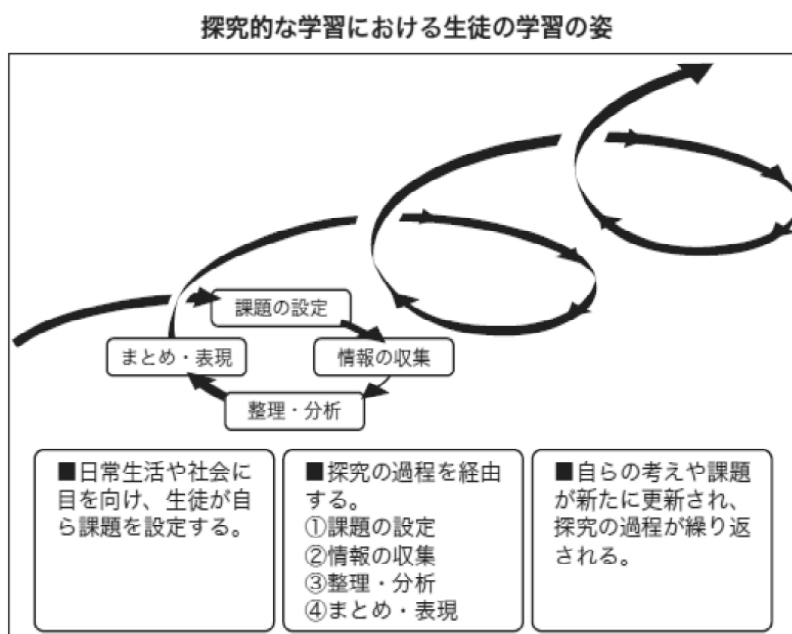 探究的な学習における生徒の学習の姿
課題の設定
まとめ・表現
情報の収集
整理・分析
■日常生活や社会に
目を向け、生徒が自
ら課題を設定する。
■探究の過程を経由
する。
①課題の設定
②情報の収集
③整理・分析
④まとめ・表現
■自らの考えや課題
が新たに更新され、
探究の過程が繰り返
される。